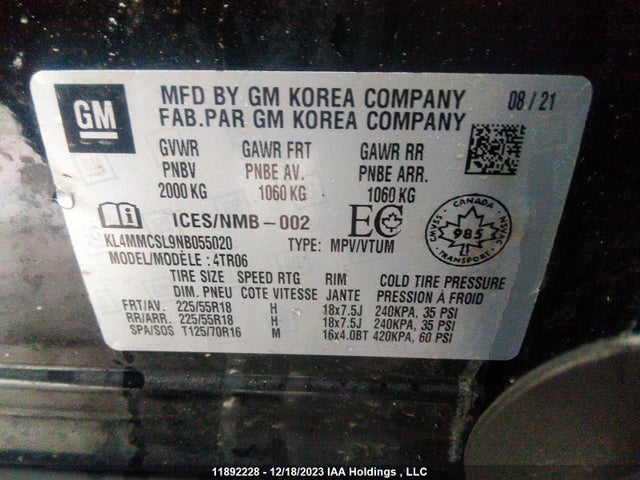 GM
MFD BY GM KOREA COMPANY 08/21
FAB.PAR GM KOREA COMPANY
GVWR GAWR FRT GAWR RR
PNBV PNBE AV. PNBE ARR.
2000 KG 1060 KG 1060 KG
ICES/NMB-002 EC
CANADA
CMVSS 985 NSVAC
TRANSPORT
KL4MMCSL9NB055020 TYPE: MPV/VTUM
MODEL/MODÈLE: 4TR06
TIRE SIZE SPEED RTG RIM COLD TIRE PRESSURE
DIM. PNEU COTE VITESSE JANTE PRESSION À FROID
FRT/AV. 225/55R18 H 18x7.5J 240KPA, 35 PSI
RR/ARR. 225/55R18 H 18x7.5J 240KPA, 35 PSI
SPA/SOS T125/70R16 M 16x4.0BT 420KPA, 60 PSI
11892228 - 12/18/2023 IAA Holdings , LLC